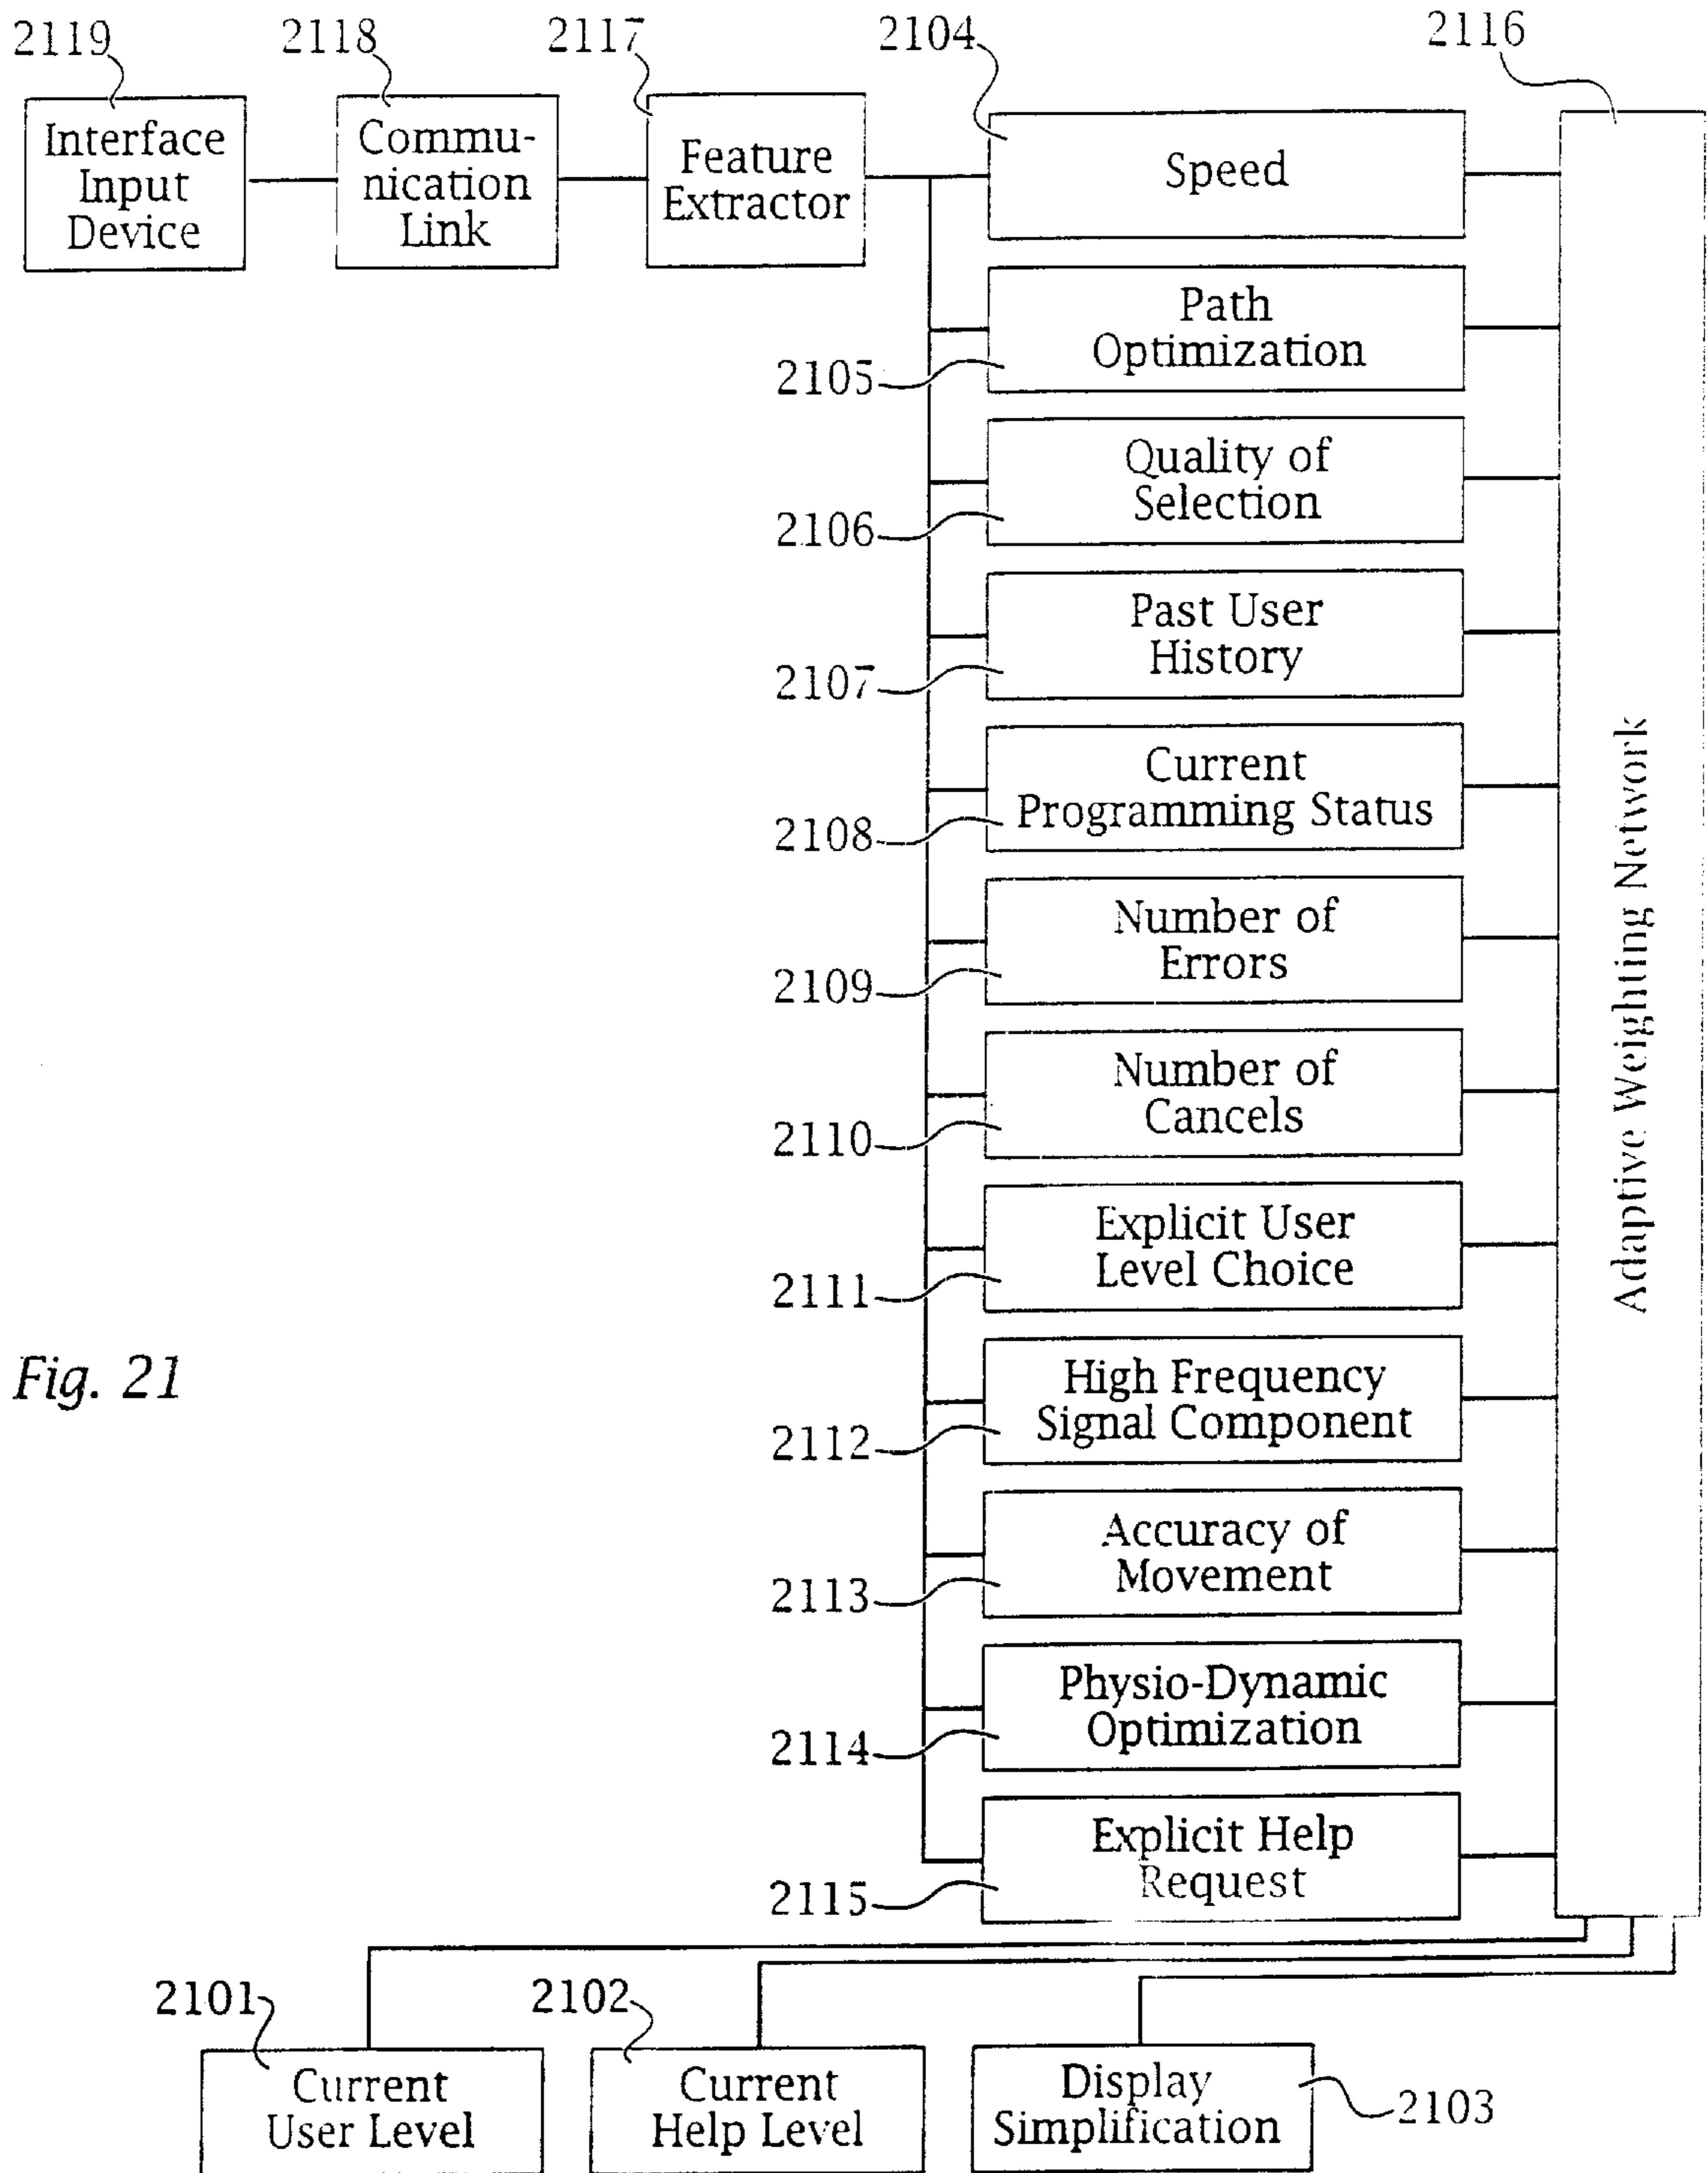 2119
2118
2117
2104
2116
Interface
Input
Device
Commu-
nication
Link
Feature
Extractor
Speed
Path
Optimization
2105
Quality of
Selection
2106
Past User
History
2107
Current
Programming Status
2108
Number of
Errors
2109
Number of
Cancels
2110
Explicit User
Level Choice
2111
High Frequency
Signal Component
2112
Accuracy of
Movement
2113
Physio-Dynamic
Optimization
2114
Explicit Help
Request
2115
Adaptive Weighting Network
Fig. 21
2101
2102
Current
User Level
Current
Help Level
Display
Simplification
2103